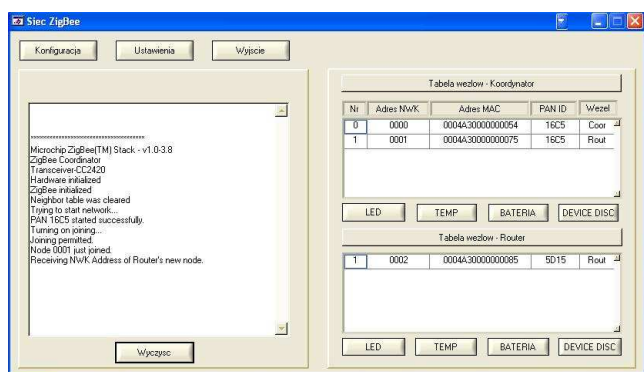 Siec ZigBee
Konfiguracja Ustawienia Wyjscie
************************************
Microchip ZigBee(TM) Stack - v1.0-3.8
ZigBee Coordinator
Transceiver-CC2420
Hardware initialized
ZigBee initialized
Neighbor table was cleared
Trying to start network...
PAN 16C5 started successfully.
Turning on joining...
Joining permitted.
Node 0001 just joined.
Receiving NWK Address of Router's new node.
Wyczysc
Tabela wezlow - Koordynator
Nr Adres NWK Adres MAC PAN ID Wezel
0 0000 0004A30000000054 16C5 Coor
1 0001 0004A30000000075 16C5 Rout
LED TEMP BATERIA DEVICE DISC
Tabela wezlow - Router
1 0002 0004A30000000085 5D15 Rout
LED TEMP BATERIA DEVICE DISC